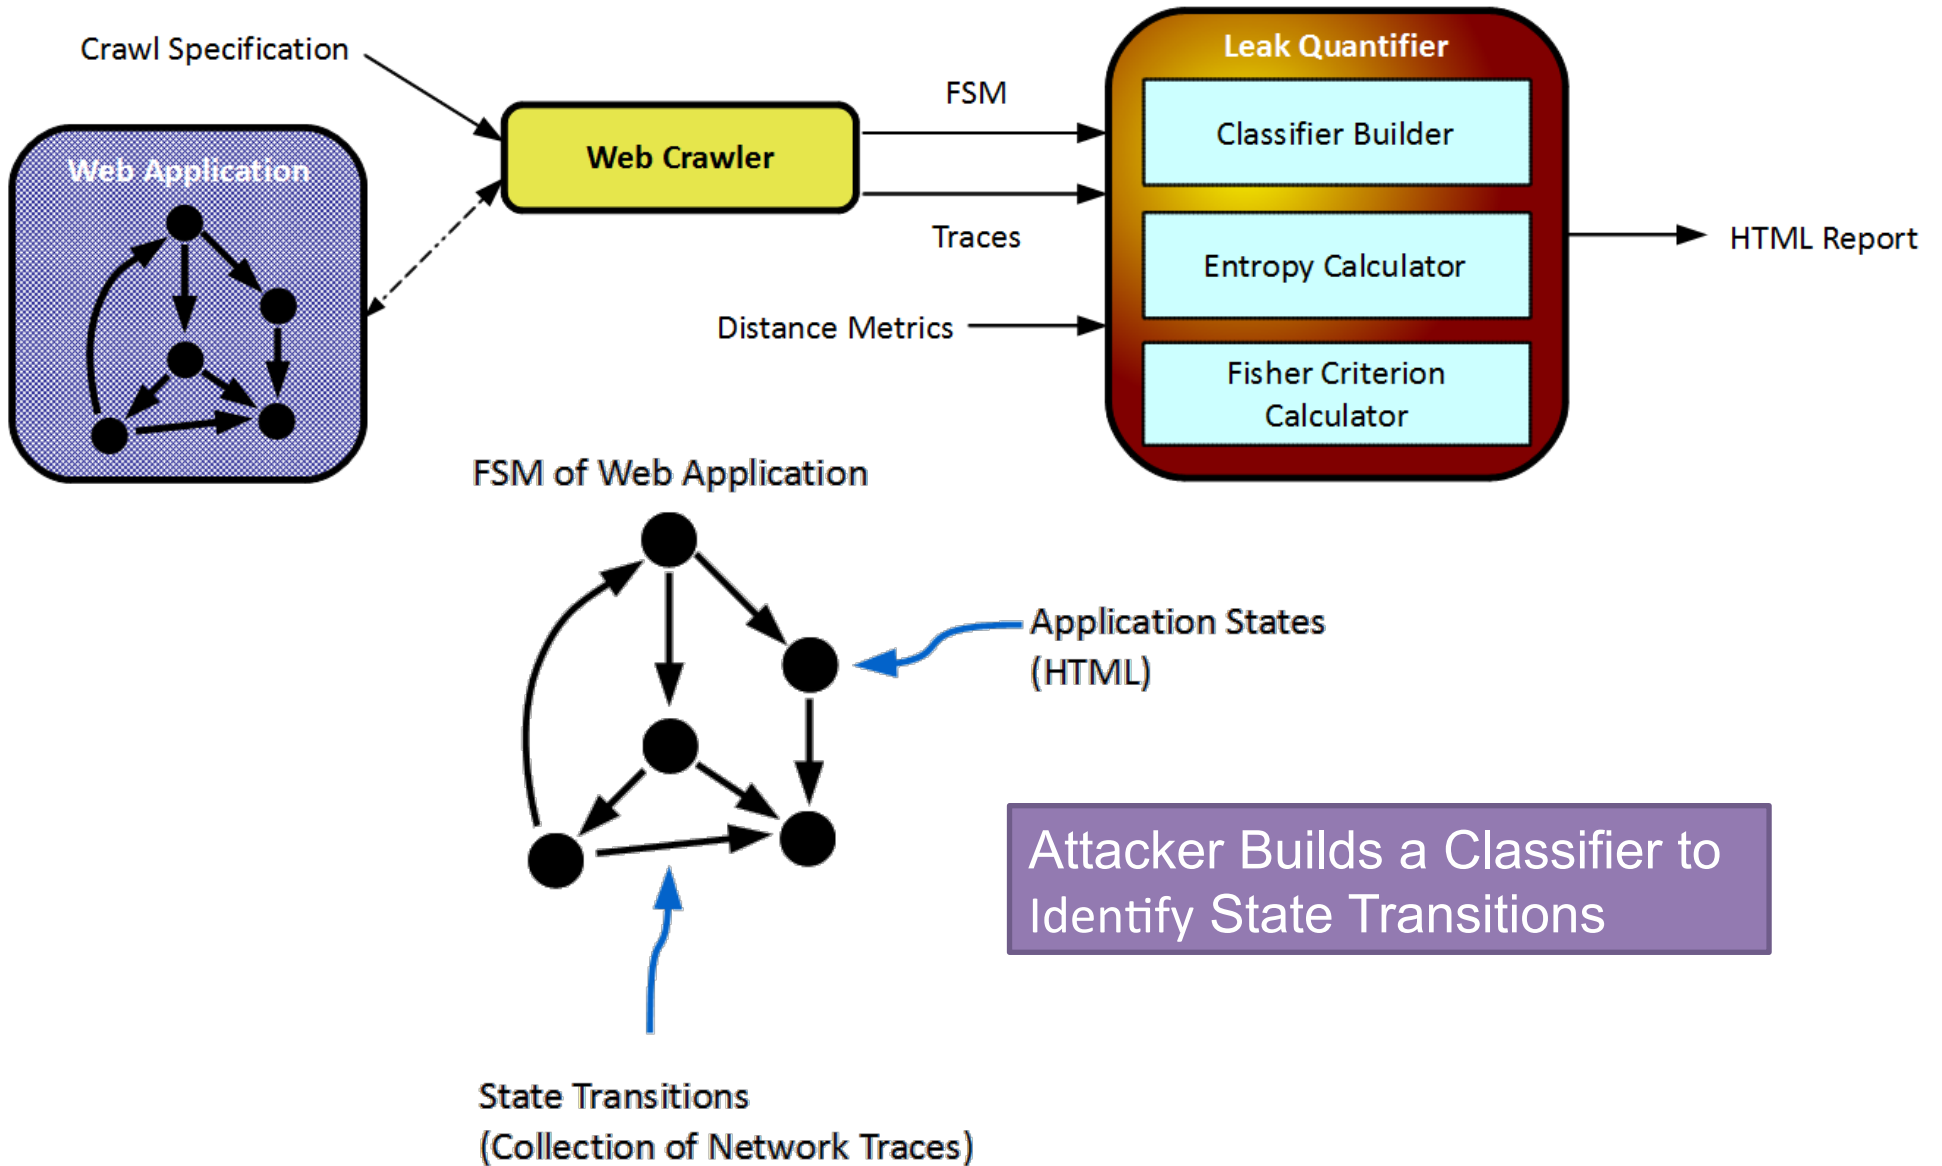 Crawl Specification
Web Application
Web Crawler
FSM
Traces
Distance Metrics
Leak Quantifier
Classifier Builder
Entropy Calculator
Fisher Criterion
Calculator
HTML Report
FSM of Web Application
Application States
(HTML)
Attacker Builds a Classifier to
Identify State Transitions
State Transitions
(Collection of Network Traces)